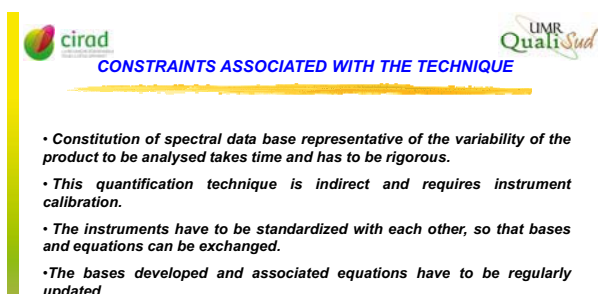 cirad
UMR
QualiSud
CONSTRAINTS ASSOCIATED WITH THE TECHNIQUE
• Constitution of spectral data base representative of the variability of the
product to be analysed takes time and has to be rigorous.
• This quantification technique is indirect and requires instrument
calibration.
• The instruments have to be standardized with each other, so that bases
and equations can be exchanged.
•The bases developed and associated equations have to be regularly
updated